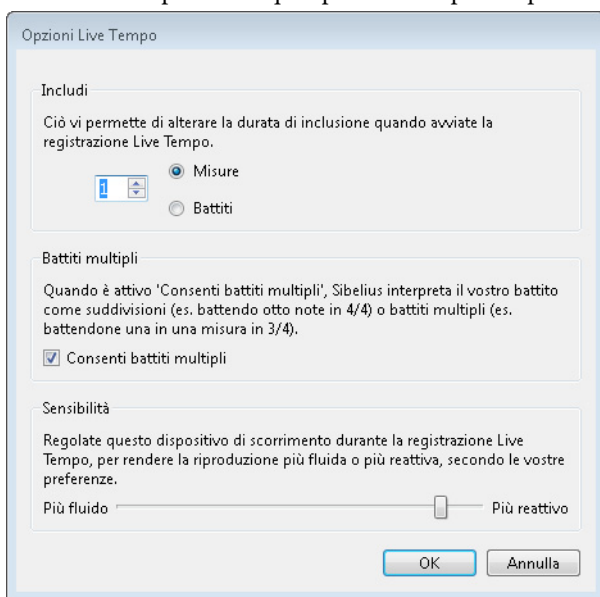 Opzioni Live Tempo
Includi
Ciò vi permette di alterare la durata di inclusione quando avviate la
registrazione Live Tempo.
1
Misure
Battiti
Battiti multipli
Quando è attivo 'Consenti battiti multipli', Sibelius interpreta il vostro battito
come suddivisioni (es. battendo otto note in 4/4) o battiti multipli (es.
battendone una in una misura in 3/4).
Consenti battiti multipli
Sensibilità
Regolate questo dispositivo di scorrimento durante la registrazione Live
Tempo, per rendere la riproduzione più fluida o più reattiva, secondo le vostre
preferenze.
Più fluido Più reattivo
OK Annulla